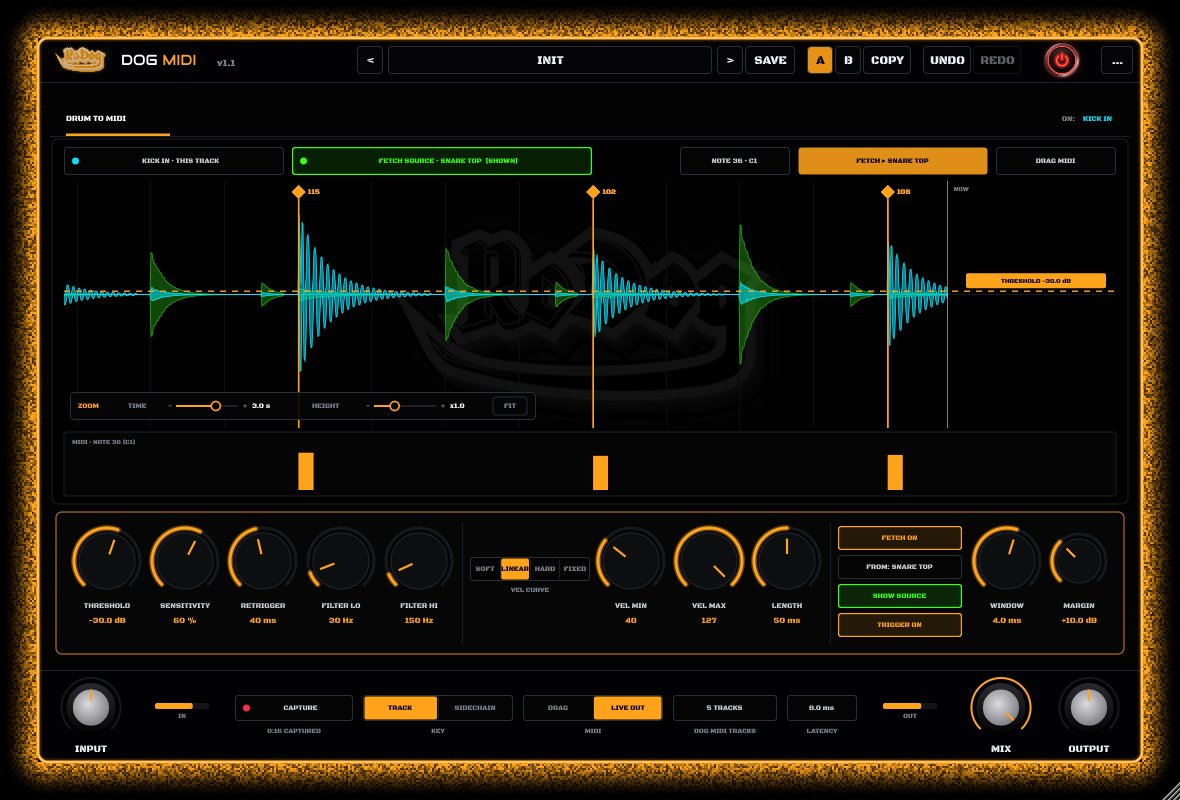 RxDog DOG MIDI v1.1 < INIT > SAVE A B COPY UNDO REDO ...
DRUM TO MIDI ON: KICK IN
KICK IN · THIS TRACK FETCH SOURCE · SNARE TOP [SHOWN] NOTE 36 · C1 FETCH ▸ SNARE TOP DRAG MIDI
115 102 106 NOW
THRESHOLD -30.0 dB
ZOOM TIME - + 3.0 s HEIGHT - + x1.0 FIT
MIDI · NOTE 36 (C1)
FETCH ON
SOFT LINEAR HARD FIXED FROM: SNARE TOP
VEL CURVE SHOW SOURCE
THRESHOLD SENSITIVITY RETRIGGER FILTER LO FILTER HI VEL MIN VEL MAX LENGTH WINDOW MARGIN
-30.0 dB 60 % 40 ms 30 Hz 150 Hz 40 127 50 ms TRIGGER ON 4.0 ms +10.0 dB
CAPTURE TRACK SIDECHAIN DRAG LIVE OUT 5 TRACKS 0.0 ms
IN OUT
0:16 CAPTURED KEY MIDI DOG MIDI TRACKS LATENCY
INPUT MIX OUTPUT